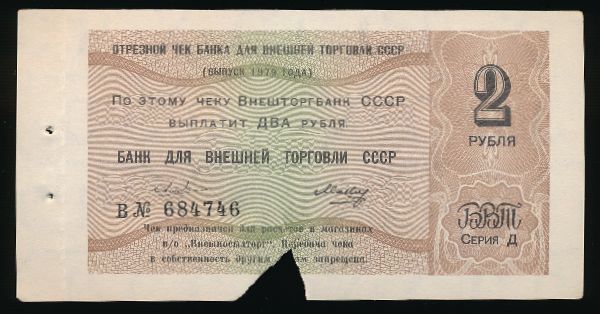 ОТРЕЗНОЙ ЧЕК БАНКА ДЛЯ ВНЕШНЕЙ ТОРГОВЛИ СССР
(ВЫПУСК 1979 ГОДА)
ПО ЭТОМУ ЧЕКУ ВНЕШТОРГБАНК СССР
ВЫПЛАТИТ ДВА РУБЛЯ.
БАНК ДЛЯ ВНЕШНЕЙ ТОРГОВЛИ СССР
В № 684746
Чек предназначен для расчетов в магазинах
в/о „Внешпосылторг". Передача чека
в собственность другим запрещена.
2
РУБЛЯ
БВТ
СЕРИЯ Д